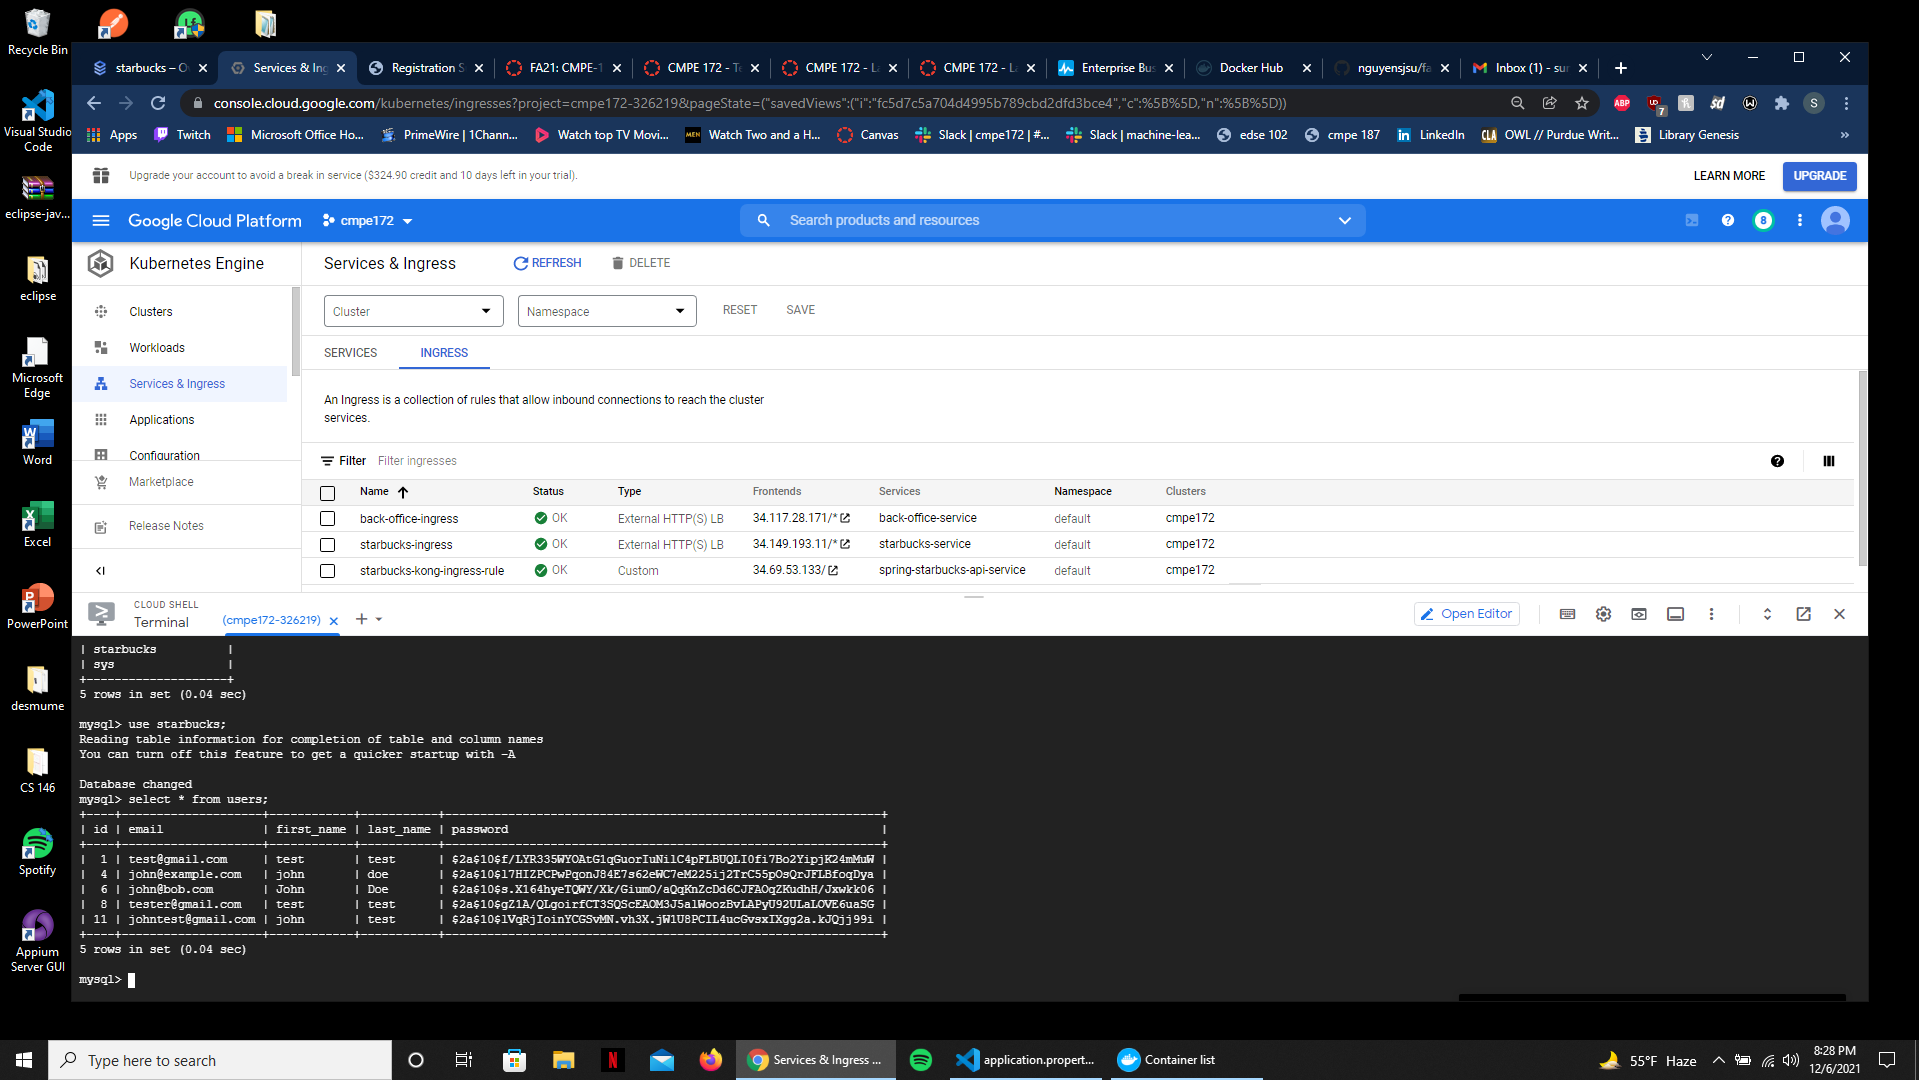 Recycle Bin
Visual Studio
Code
eclipse-jav...
eclipse
Microsoft
Edge
Word
Excel
PowerPoint
desmume
CS 146
Spotify
Appium
Server GUI
starbucks – Ov
Services & Ing
Registration S
FA21: CMPE-1
CMPE 172 - Te
CMPE 172 - La
CMPE 172 - La
Enterprise Bus
Docker Hub
nguyensjsu/fa
Inbox (1) - sur
console.cloud.google.com/kubernetes/ingresses?project=cmpe172-326219&pageState=("savedViews":("i":"fc5d7c5a704d4995b789cbd2dfd3bce4","c":%5B%5D,"n":%5B%5D))
ABP
7
S
Apps
Twitch
Microsoft Office Ho...
PrimeWire | 1Chann...
Watch top TV Movi...
MEN
Watch Two and a H...
Canvas
Slack | cmpe172 | #...
Slack | machine-lea...
edse 102
cmpe 187
LinkedIn
CLA
OWL // Purdue Writ...
Library Genesis
»
Upgrade your account to avoid a break in service ($324.90 credit and 10 days left in your trial).
LEARN MORE
UPGRADE
Google Cloud Platform
cmpe172
Search products and resources
8
Kubernetes Engine
Clusters
Workloads
Services & Ingress
Applications
Configuration
Marketplace
Release Notes
Services & Ingress
REFRESH
DELETE
Cluster
Namespace
RESET
SAVE
SERVICES
INGRESS
An Ingress is a collection of rules that allow inbound connections to reach the cluster
services.
Filter Filter ingresses
Name Status Type Frontends Services Namespace Clusters
back-office-ingress OK External HTTP(S) LB 34.117.28.171/* back-office-service default cmpe172
starbucks-ingress OK External HTTP(S) LB 34.149.193.11/* starbucks-service default cmpe172
starbucks-kong-ingress-rule OK Custom 34.69.53.133/ spring-starbucks-api-service default cmpe172
CLOUD SHELL
Terminal
(cmpe172-326219)
Open Editor
| starbucks |
| sys |
+--------------------+
5 rows in set (0.04 sec)
mysql> use starbucks;
Reading table information for completion of table and column names
You can turn off this feature to get a quicker startup with -A
Database changed
mysql> select * from users;
+----+--------------------+------------+-----------+--------------------------------------------------------------+
| id | email | first_name | last_name | password |
+----+--------------------+------------+-----------+--------------------------------------------------------------+
| 1 | test@gmail.com | test | test | $2a$10$f/LYR335WYOAtG1qGuorIuNilC4pFLBUQLI0fi7Bo2YipjK24mMuW |
| 4 | john@example.com | john | doe | $2a$10$l7HIZPCPwPqonJ84E7s62eWC7eM225ij2TrC55pOsQrJFLBfoqDya |
| 6 | john@bob.com | John | Doe | $2a$10$s.X164hyeTQWY/Xk/GiumO/aQqKnZcDd6CJFAOqZKudhH/Jxwkk06 |
| 8 | tester@gmail.com | test | test | $2a$10$gZ1A/QLgoirfCT3SQScEAOM3J5alWoozBvLAPyU92ULaLOVE6uaSG |
| 11 | johntest@gmail.com | john | test | $2a$10$lVqRjIoinYCGSvMN.vh3X.jW1U8PCIL4ucGvsxIXgg2a.kJQjj99i |
+----+--------------------+------------+-----------+--------------------------------------------------------------+
5 rows in set (0.04 sec)
mysql>
Type here to search
Services & Ingress ...
application.propert...
Container list
55°F Haze
8:28 PM
12/6/2021